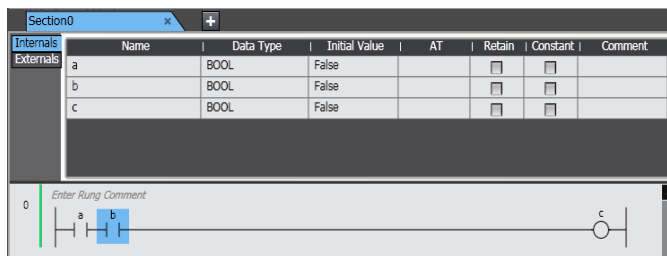 Section0 × +
Internals
Externals
Name | Data Type | Initial Value | AT | Retain | Constant | Comment
a BOOL False
b BOOL False
c BOOL False
0 Enter Rung Comment
a b c